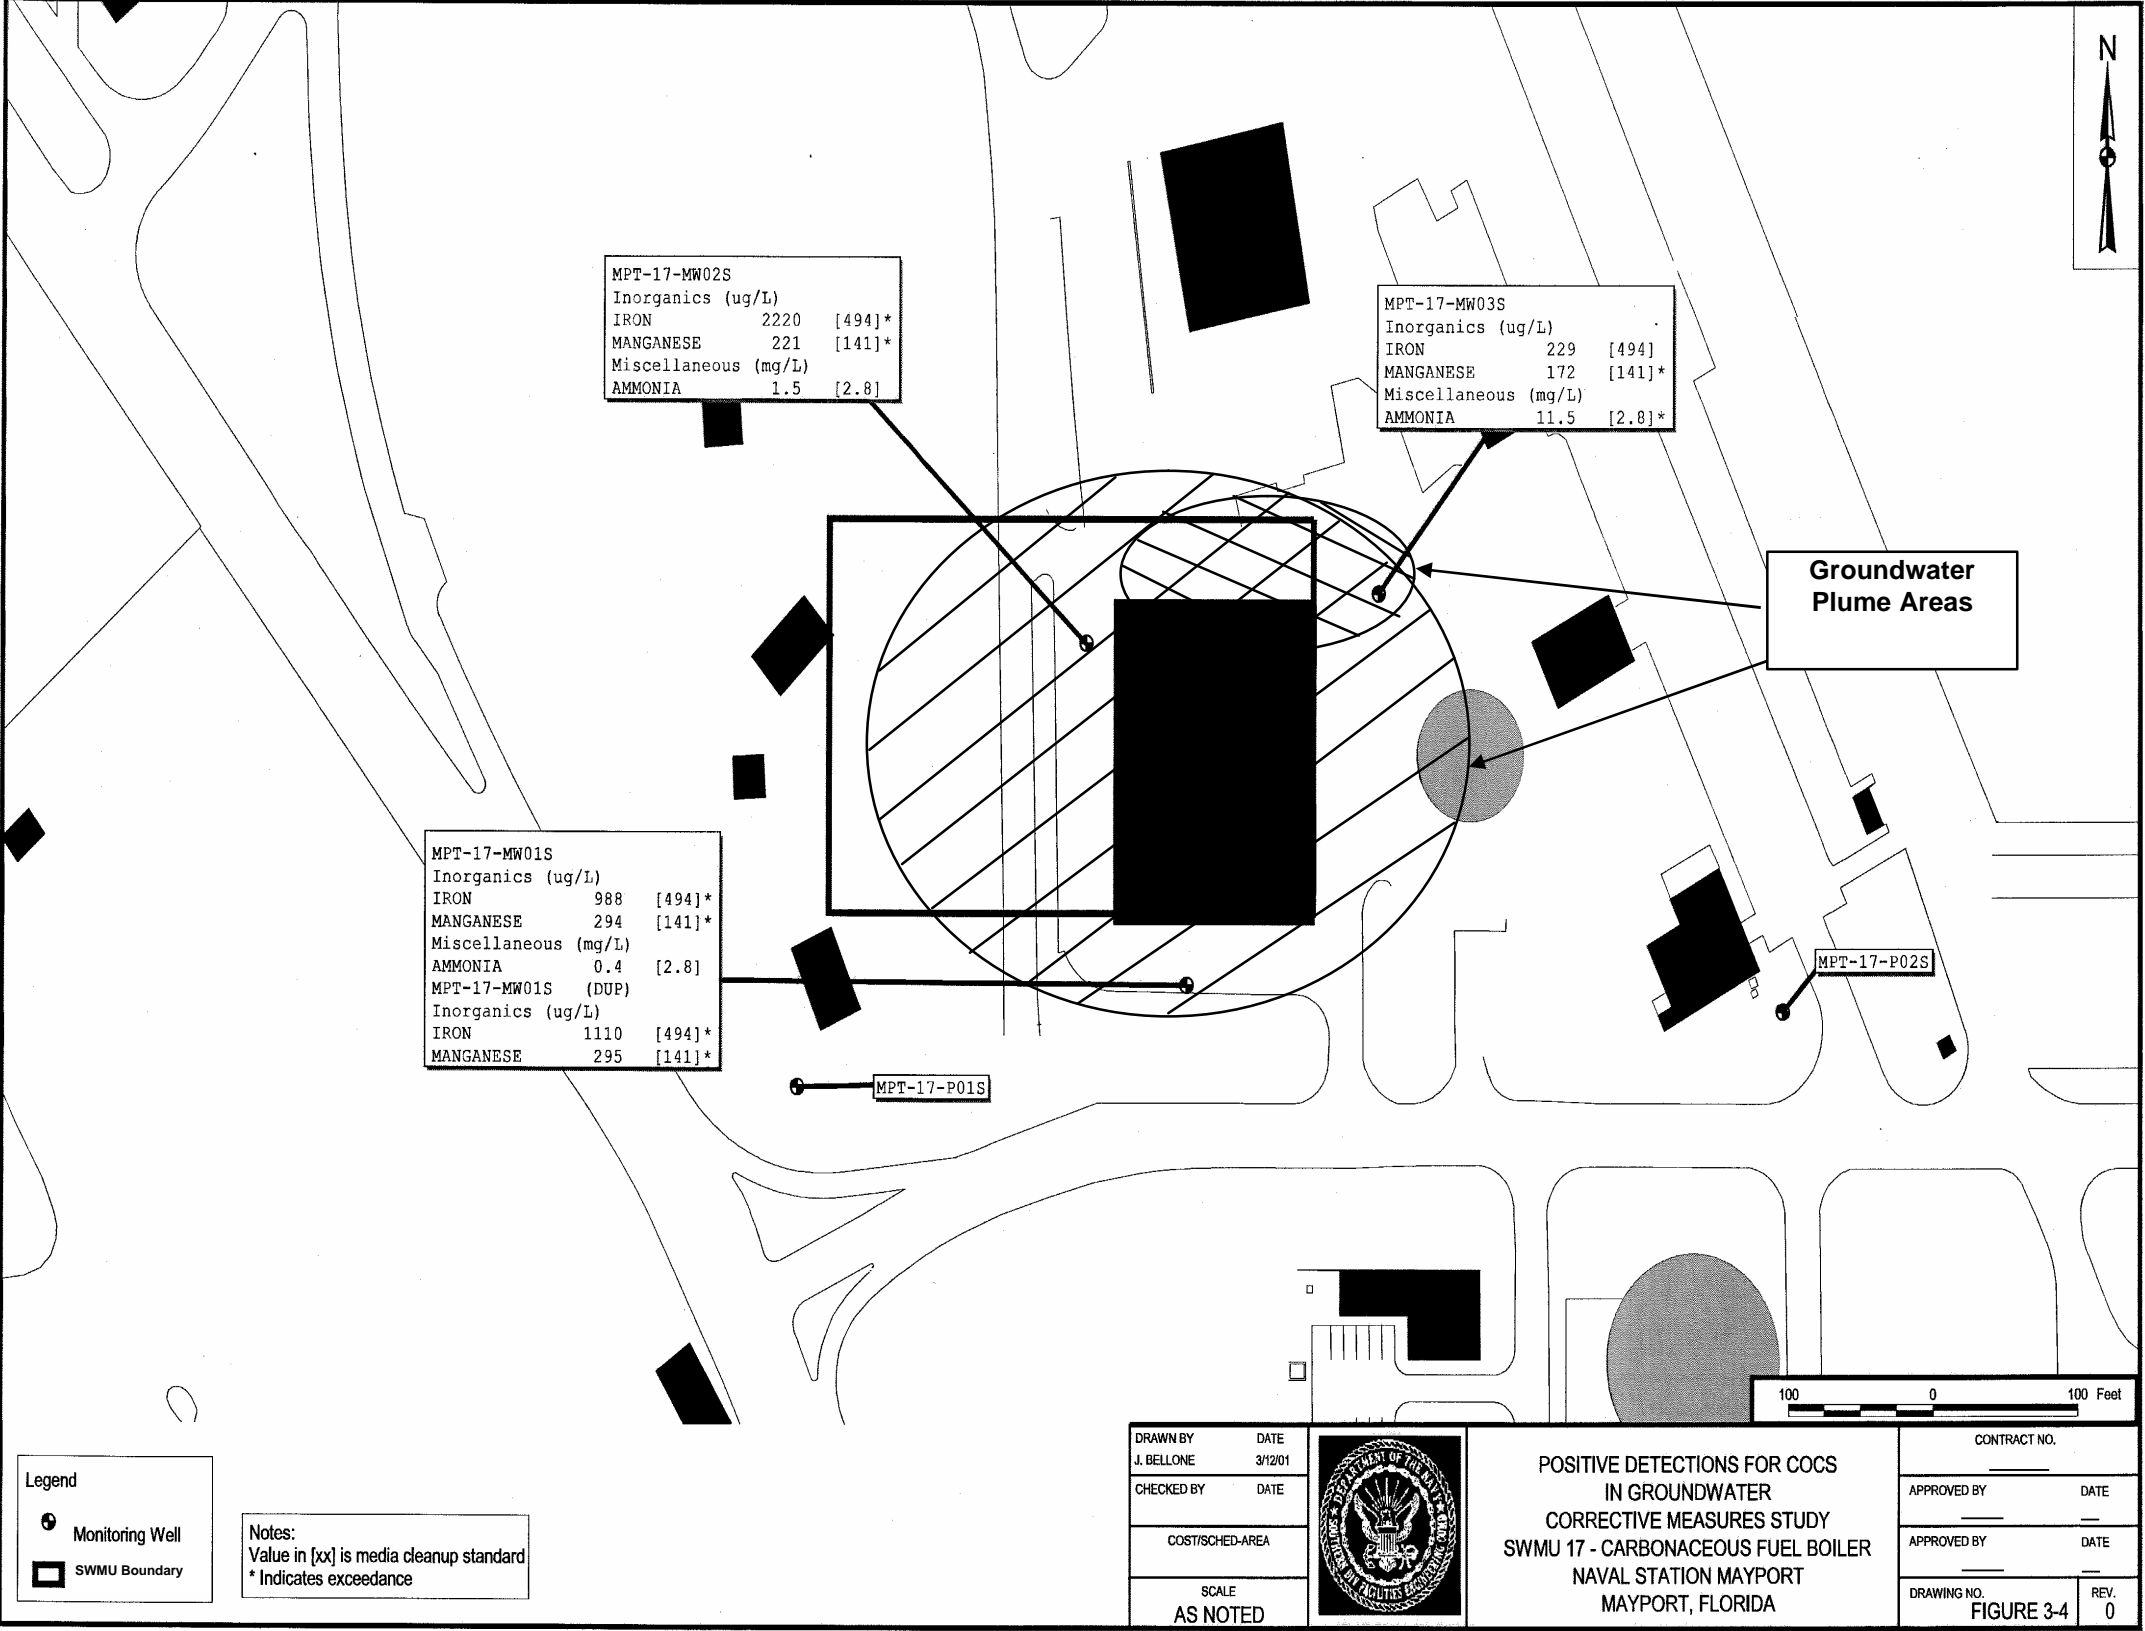 N
MPT-17-MW02S
Inorganics (ug/L)
IRON 2220 [494]*
MANGANESE 221 [141]*
Miscellaneous (mg/L)
AMMONIA 1.5 [2.8]
MPT-17-MW03S
Inorganics (ug/L)
IRON 229 [494]
MANGANESE 172 [141]*
Miscellaneous (mg/L)
AMMONIA 11.5 [2.8]*
Groundwater
Plume Areas
MPT-17-MW01S
Inorganics (ug/L)
IRON 988 [494]*
MANGANESE 294 [141]*
Miscellaneous (mg/L)
AMMONIA 0.4 [2.8]
MPT-17-MW01S (DUP)
Inorganics (ug/L)
IRON 1110 [494]*
MANGANESE 295 [141]*
MPT-17-P02S
MPT-17-P01S
100 0 100 Feet
Legend
Monitoring Well
SWMU Boundary
Notes:
Value in [xx] is media cleanup standard
* Indicates exceedance
DRAWN BY DATE
J. BELLONE 3/12/01
CHECKED BY DATE
COST/SCHED-AREA
SCALE
AS NOTED
POSITIVE DETECTIONS FOR COCS
IN GROUNDWATER
CORRECTIVE MEASURES STUDY
SWMU 17 - CARBONACEOUS FUEL BOILER
NAVAL STATION MAYPORT
MAYPORT, FLORIDA
CONTRACT NO.
APPROVED BY DATE
APPROVED BY DATE
DRAWING NO.
FIGURE 3-4
REV.
0